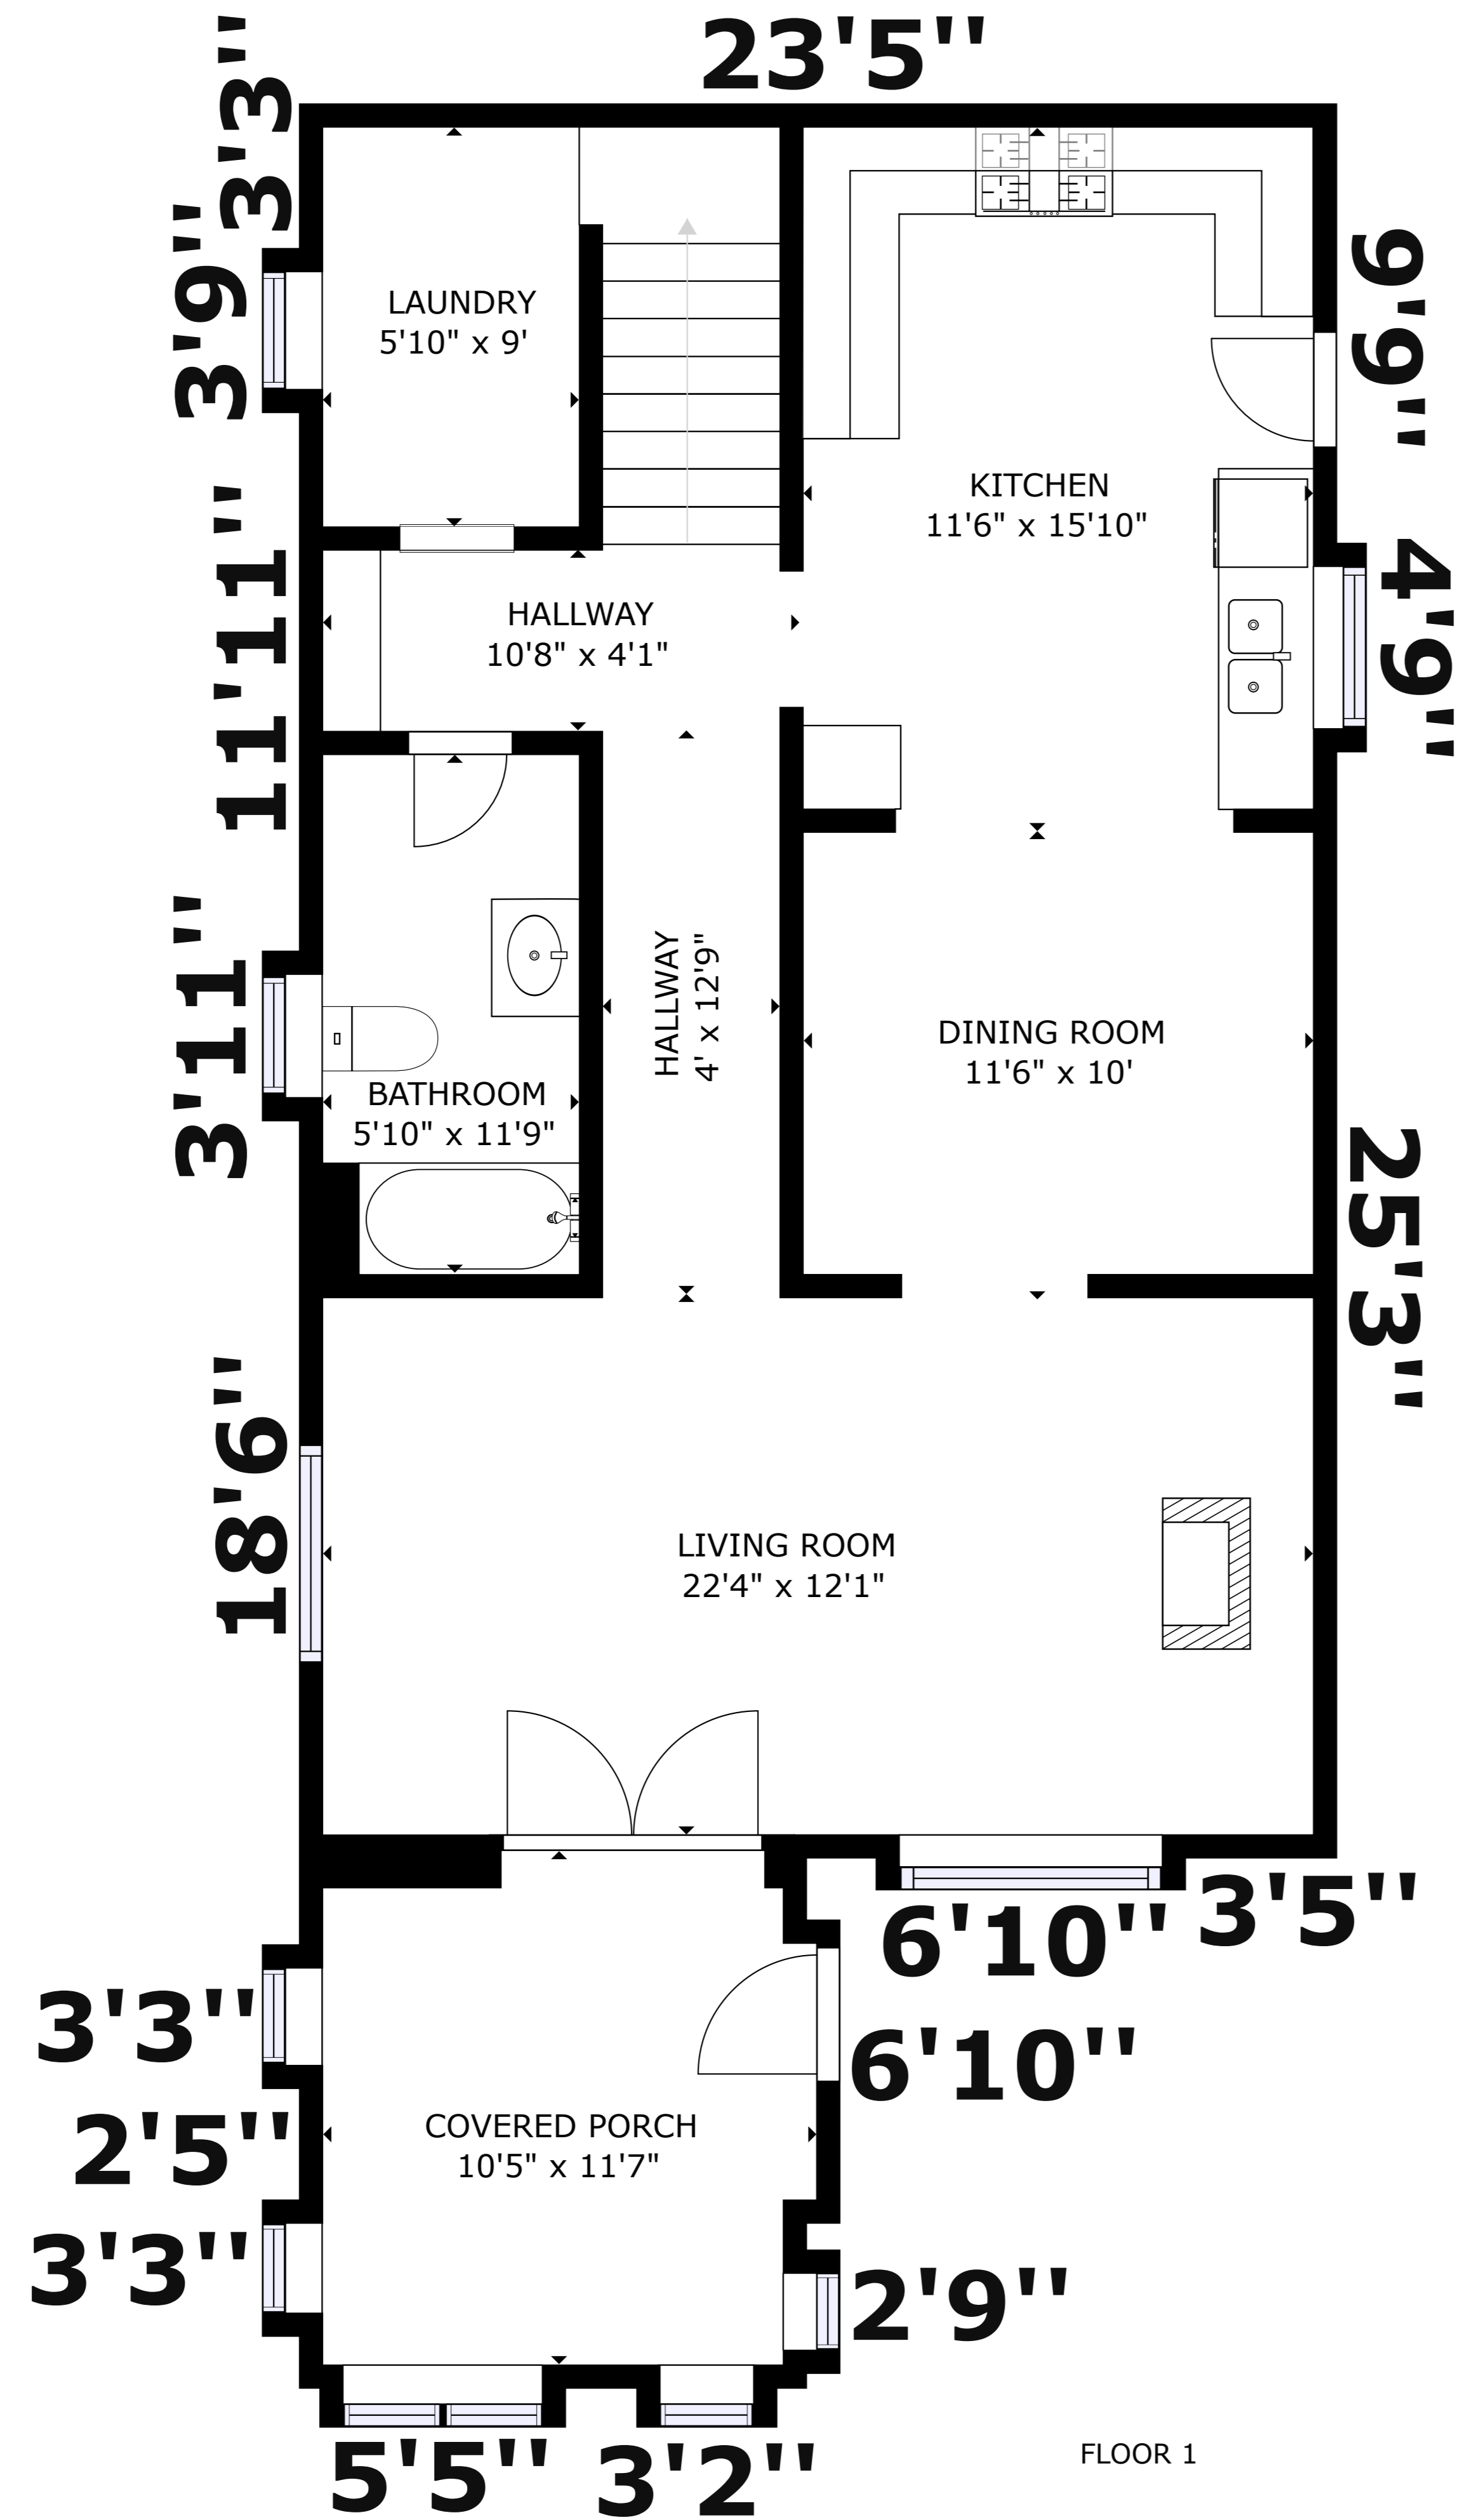 23'5''
3'3''
3'9''
9'9''
LAUNDRY
5'10" x 9'
KITCHEN
11'6" x 15'10"
11'11''
4'9''
HALLWAY
10'8" x 4'1"
3'11''
HALLWAY
4' x 12'9"
DINING ROOM
11'6" x 10'
BATHROOM
5'10" x 11'9"
25'3''
18'6''
LIVING ROOM
22'4" x 12'1"
3'5''
6'10''
3'3''
6'10''
COVERED PORCH
10'5" x 11'7"
2'5''
3'3''
2'9''
5'5''
3'2''
FLOOR 1